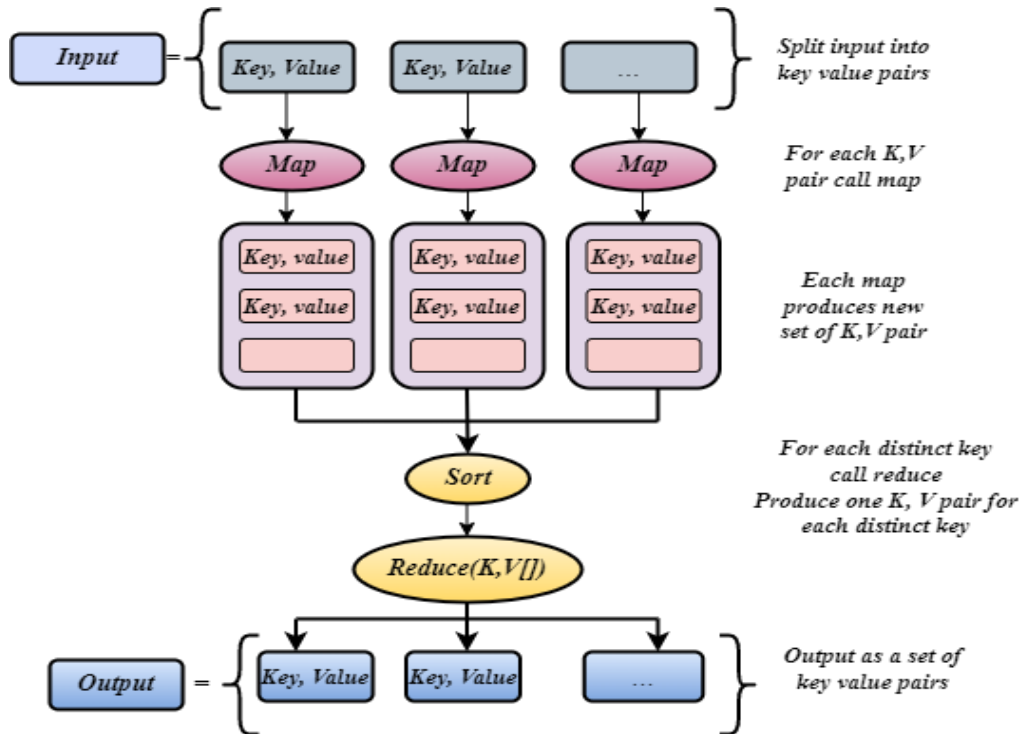 Input
=
Key, Value
Key, Value
...
Split input into
key value pairs
Map
Map
Map
For each K,V
pair call map
Key, value
Key, value
Key, value
Key, value
Key, value
Key, value
Each map
produces new
set of K,V pair
Sort
For each distinct key
call reduce
Produce one K, V pair for
each distinct key
Reduce(K,V[])
Output
=
Key, Value
Key, Value
...
Output as a set of
key value pairs